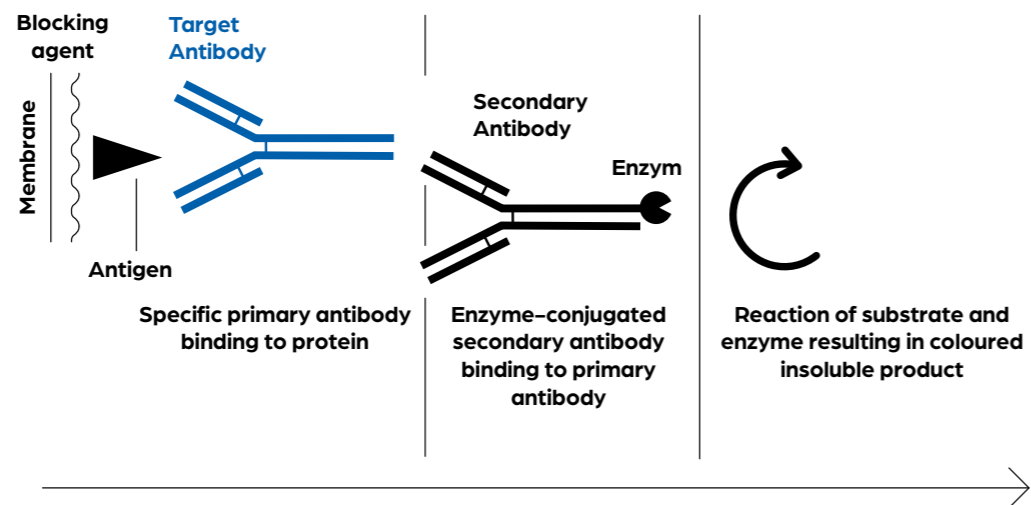 Blocking
agent
Target
Antibody
Membrane
Antigen
Secondary
Antibody
Enzym
Specific primary antibody
binding to protein
Enzyme-conjugated
secondary antibody
binding to primary
antibody
Reaction of substrate and
enzyme resulting in coloured
insoluble product